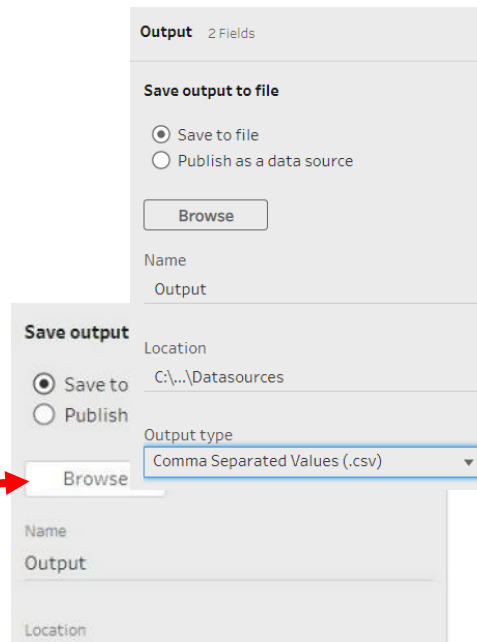 Output 2 Fields
Save output to file
Save to file
Publish as a data source
Browse
Name
Output
Location
C:\...\Datasources
Output type
Comma Separated Values (.csv)
Save output
Save to
Publish
Browse
Name
Output
Location